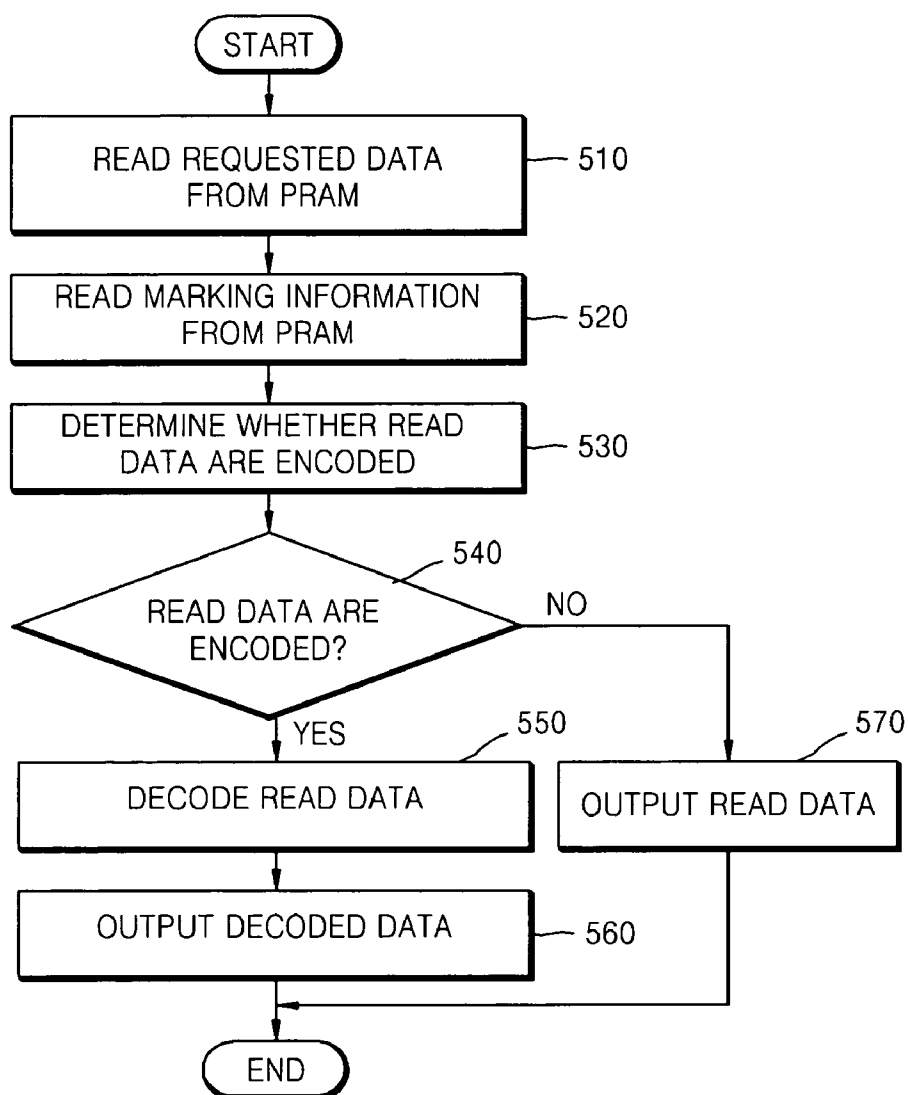 START
READ REQUESTED DATA
FROM PRAM
510
READ MARKING INFORMATION
FROM PRAM
520
DETERMINE WHETHER READ
DATA ARE ENCODED
530
540
READ DATA ARE
ENCODED?
NO
YES
550
DECODE READ DATA
570
OUTPUT READ DATA
OUTPUT DECODED DATA
560
END